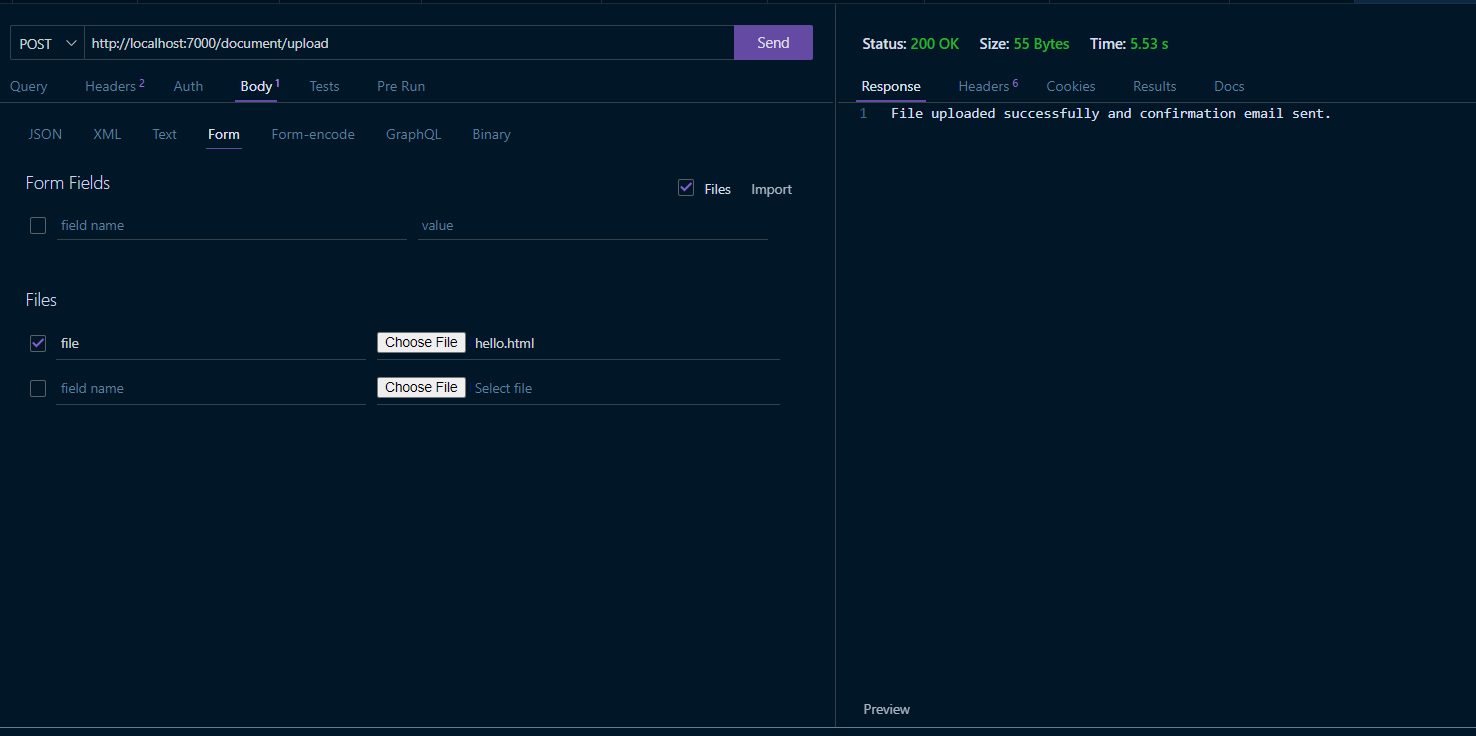 POST http://localhost:7000/document/upload Send
Query Headers 2 Auth Body 1 Tests Pre Run
JSON XML Text Form Form-encode GraphQL Binary
Form Fields Files Import
field name value
Files
file Choose File hello.html
field name Choose File Select file
Status: 200 OK Size: 55 Bytes Time: 5.53 s
Response Headers 6 Cookies Results Docs
1 File uploaded successfully and confirmation email sent.
Preview